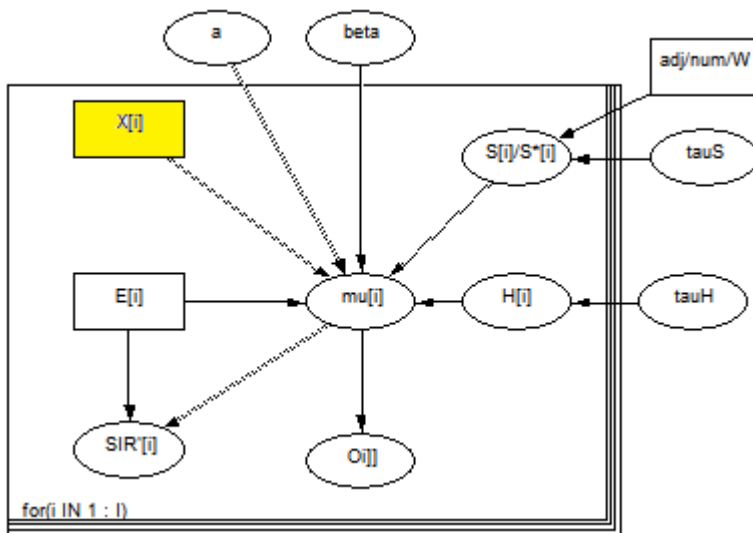 a
beta
adj/num/W
X[i]
S[i]/S*[i]
tauS
E[i]
mu[i]
H[i]
tauH
SIR'[i]
Oi]]
for(i IN 1 : I)